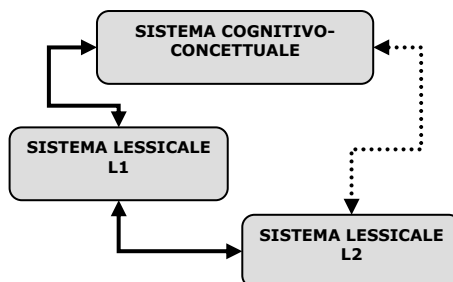 SISTEMA COGNITIVO-
CONCETTUALE
SISTEMA LESSICALE
L1
SISTEMA LESSICALE
L2